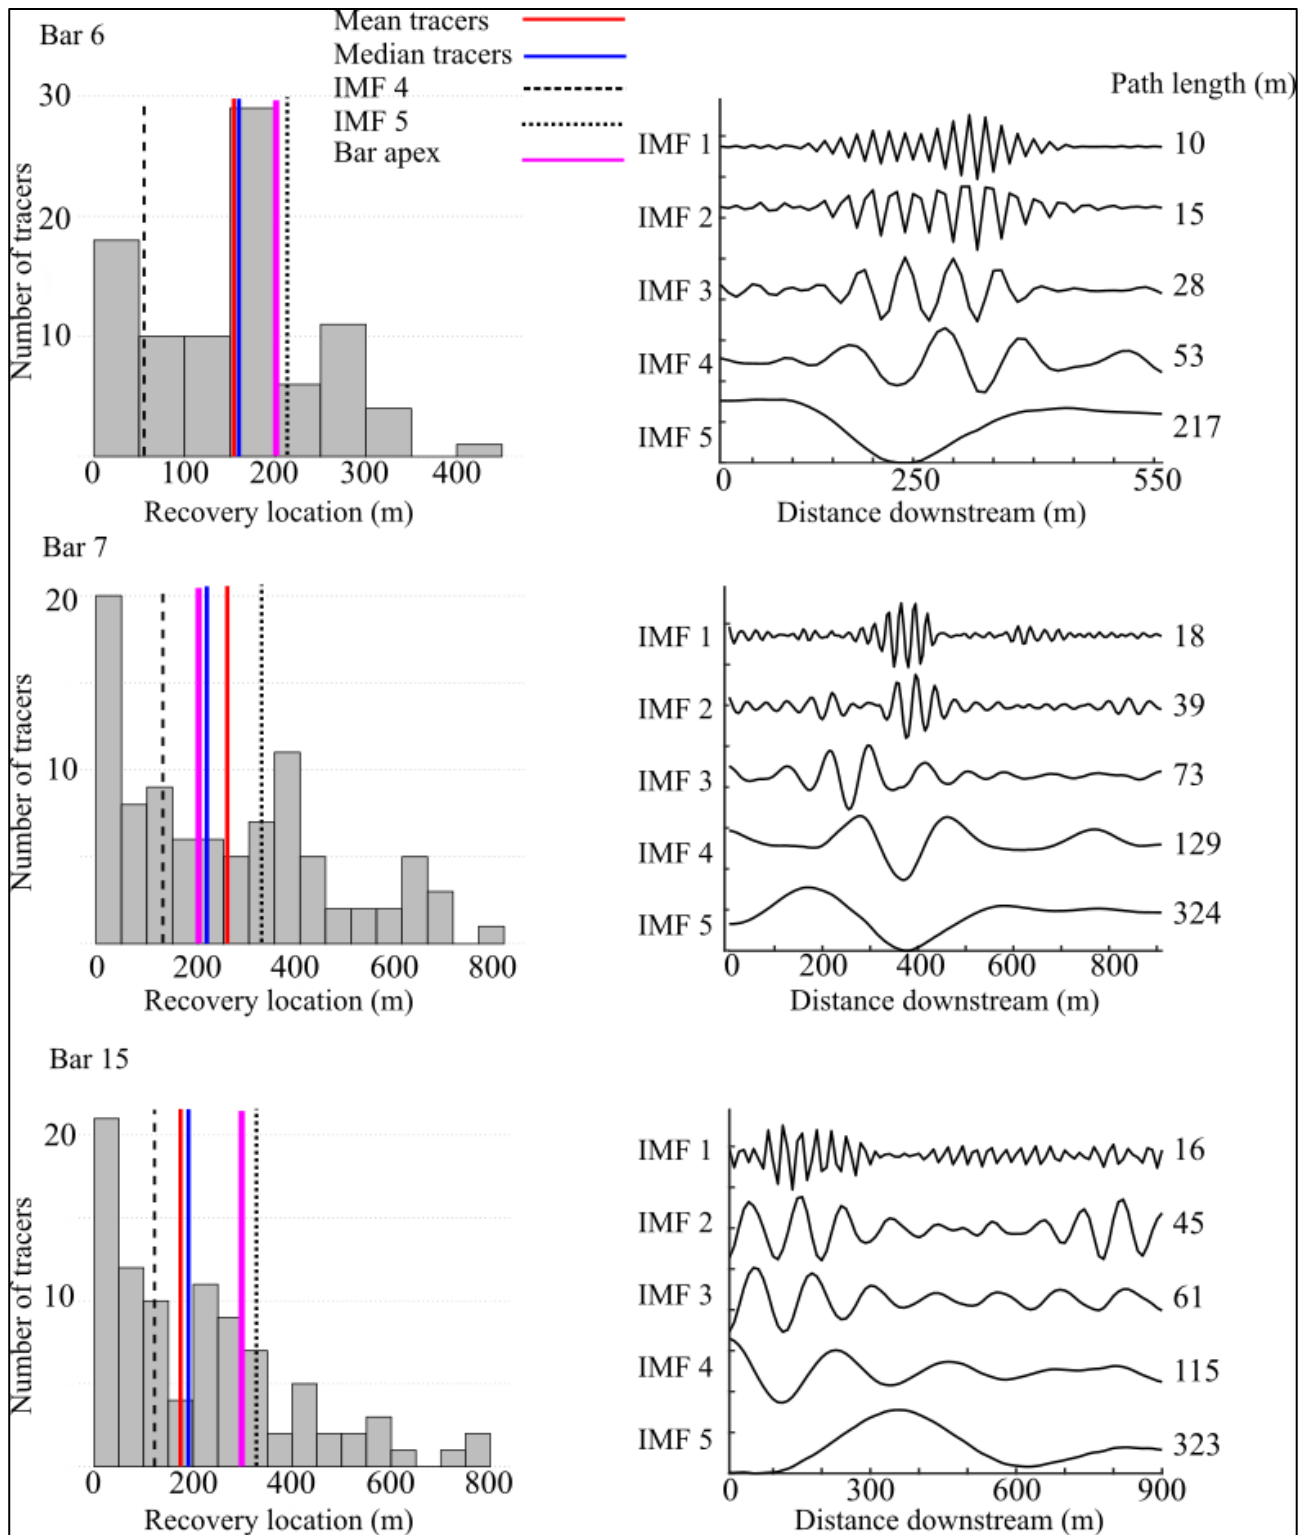 Bar 6
Mean tracers
Median tracers
IMF 4
IMF 5
Bar apex
Number of tracers
30
20
10
0 100 200 300 400
Recovery location (m)
Path length (m)
IMF 1 10
IMF 2 15
IMF 3 28
IMF 4 53
IMF 5 217
0 250 550
Distance downstream (m)
Bar 7
Number of tracers
20
10
0 200 400 600 800
Recovery location (m)
IMF 1 18
IMF 2 39
IMF 3 73
IMF 4 129
IMF 5 324
0 200 400 600 800
Distance downstream (m)
Bar 15
Number of tracers
20
10
0 200 400 600 800
Recovery location (m)
IMF 1 16
IMF 2 45
IMF 3 61
IMF 4 115
IMF 5 323
0 300 600 900
Distance downstream (m)